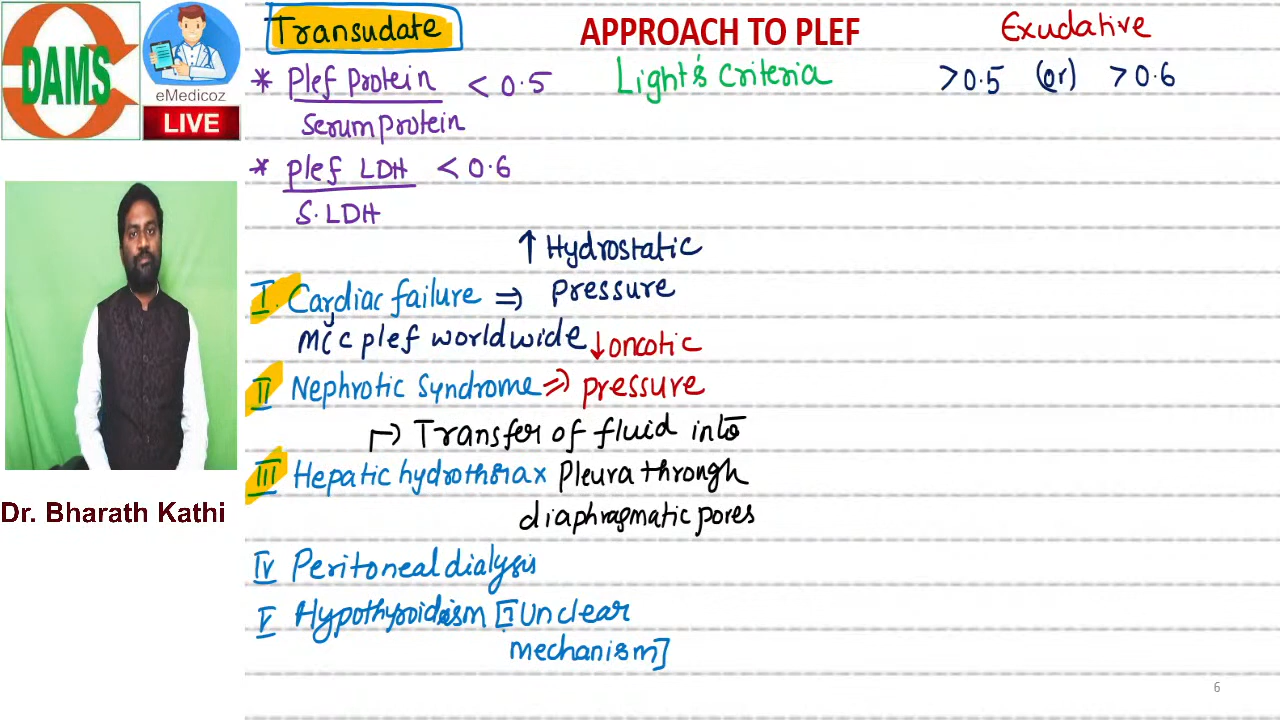 DAMS
eMedicoz
LIVE
Dr. Bharath Kathi
APPROACH TO PLEF
Transudate
Light's Criteria
Exudative
* Plef protein < 0.5
Serum protein
>0.5 (or) >0.6
* Plef LDH < 0.6
S. LDH
I. Cardiac failure ⇒ ↑ Hydrostatic
Pressure
M/c plef worldwide
II Nephrotic Syndrome ⇒ ↓oncotic
pressure
III Hepatic hydrothorax
↦ Transfer of fluid into
Pleura through
diaphragmatic pores
IV Peritoneal dialysis
V Hypothyroidism [? Unclear
mechanism]
6